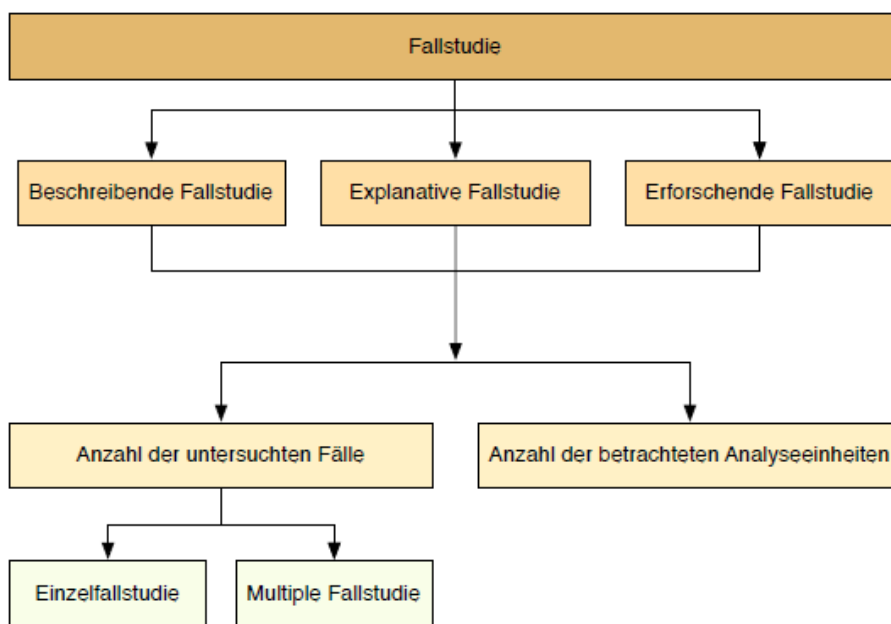 Fallstudie
Beschreibende Fallstudie
Explanative Fallstudie
Erforschende Fallstudie
Anzahl der untersuchten Fälle
Anzahl der betrachteten Analyseeinheiten
Einzelfallstudie
Multiple Fallstudie